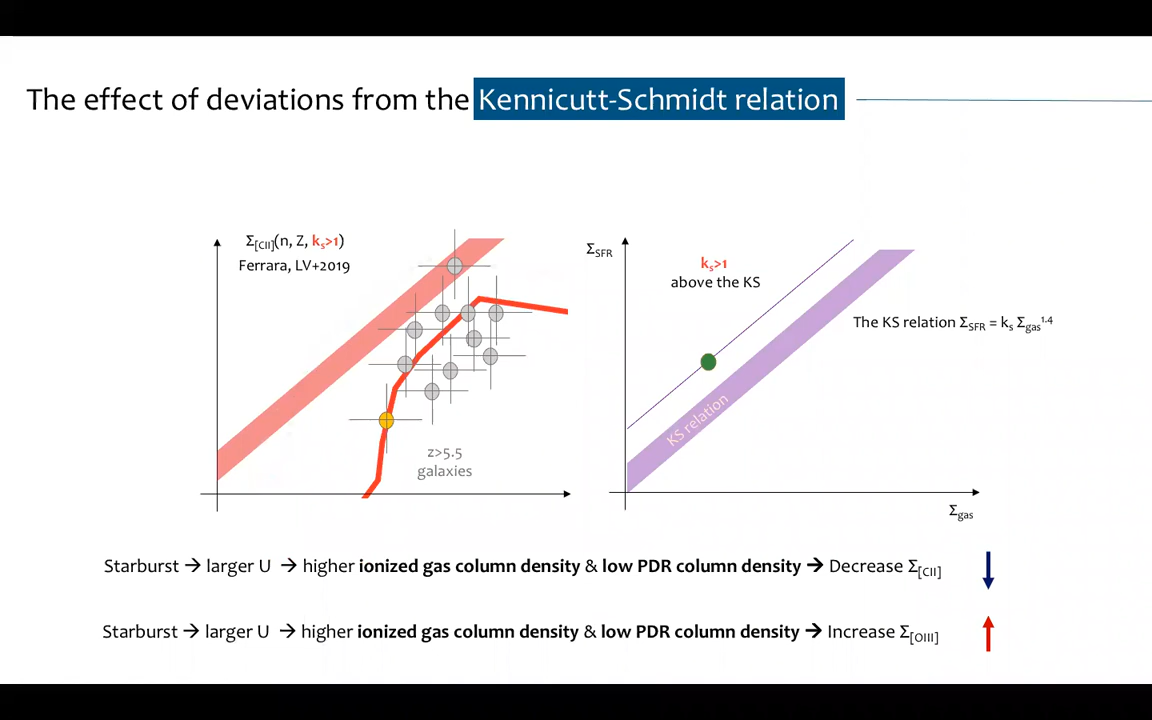 The effect of deviations from the Kennicutt-Schmidt relation
Σ[CII](n, Z, kₛ>1)
Ferrara, LV+2019
z>5.5
galaxies
ΣSFR
kₛ>1
above the KS
The KS relation ΣSFR = kₛ Σgas¹·⁴
KS relation
Σgas
Starburst → larger U → higher ionized gas column density & low PDR column density → Decrease Σ[CII]
Starburst → larger U → higher ionized gas column density & low PDR column density → Increase Σ[OIII]